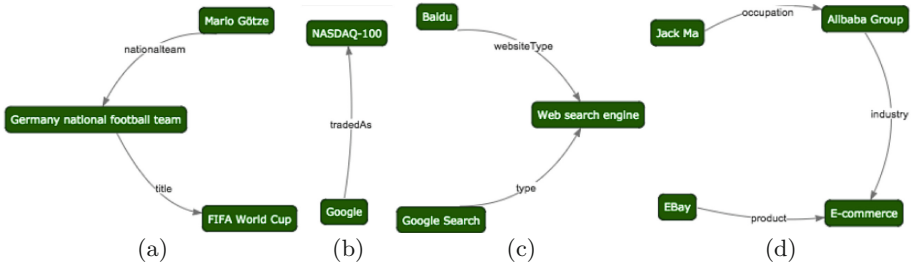 Mario Götze
nationalteam
Germany national football team
title
FIFA World Cup
(a)
NASDAQ-100
tradedAs
Google
(b)
Baidu
websiteType
Web search engine
type
Google Search
(c)
occupation
Jack Ma
Alibaba Group
industry
EBay
product
E-commerce
(d)